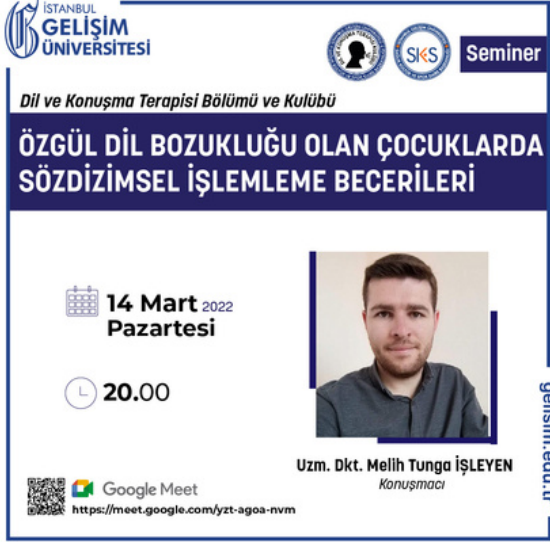 İSTANBUL
GELİŞİM
ÜNİVERSİTESİ
SKS
Seminer
Dil ve Konuşma Terapisi Bölümü ve Kulübü
ÖZGÜL DİL BOZUKLUĞU OLAN ÇOCUKLARDA
SÖZDİZİMSEL İŞLEMLEME BECERİLERİ
14 Mart 2022
Pazartesi
20.00
Uzm. Dkt. Melih Tunga İŞLEYEN
Konuşmacı
gelisim.edu.tr
Google Meet
https://meet.google.com/yzt-agoa-nvm